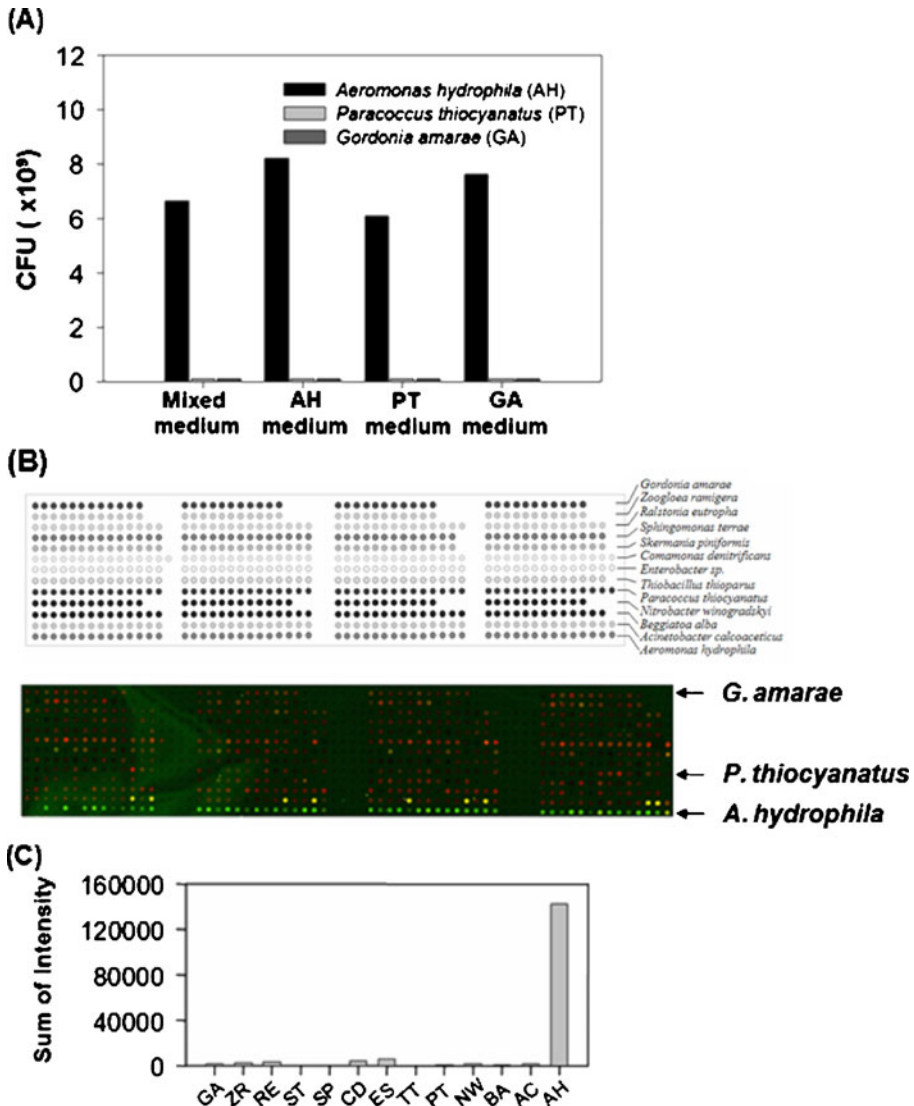 (A)
CFU ( x10⁹)
12
10
8
6
4
2
0
Aeromonas hydrophila (AH)
Paracoccus thiocyanatus (PT)
Gordonia amarae (GA)
Mixed medium
AH medium
PT medium
GA medium
(B)
Gordonia amarae
Zoogloea ramigera
Ralstonia eutropha
Sphingomonas terrae
Skermania piniformis
Comamonas denitrificans
Enterobacter sp.
Thiobacillus thioparus
Paracoccus thiocyanatus
Nitrobacter winogradskyi
Beggiatoa alba
Acinetobacter calcoaceticus
Aeromonas hydrophila
G. amarae
P. thiocyanatus
A. hydrophila
(C)
Sum of Intensity
160000
120000
80000
40000
0
GA ZR RE ST SP CD ES TT PT NW BA AC AH